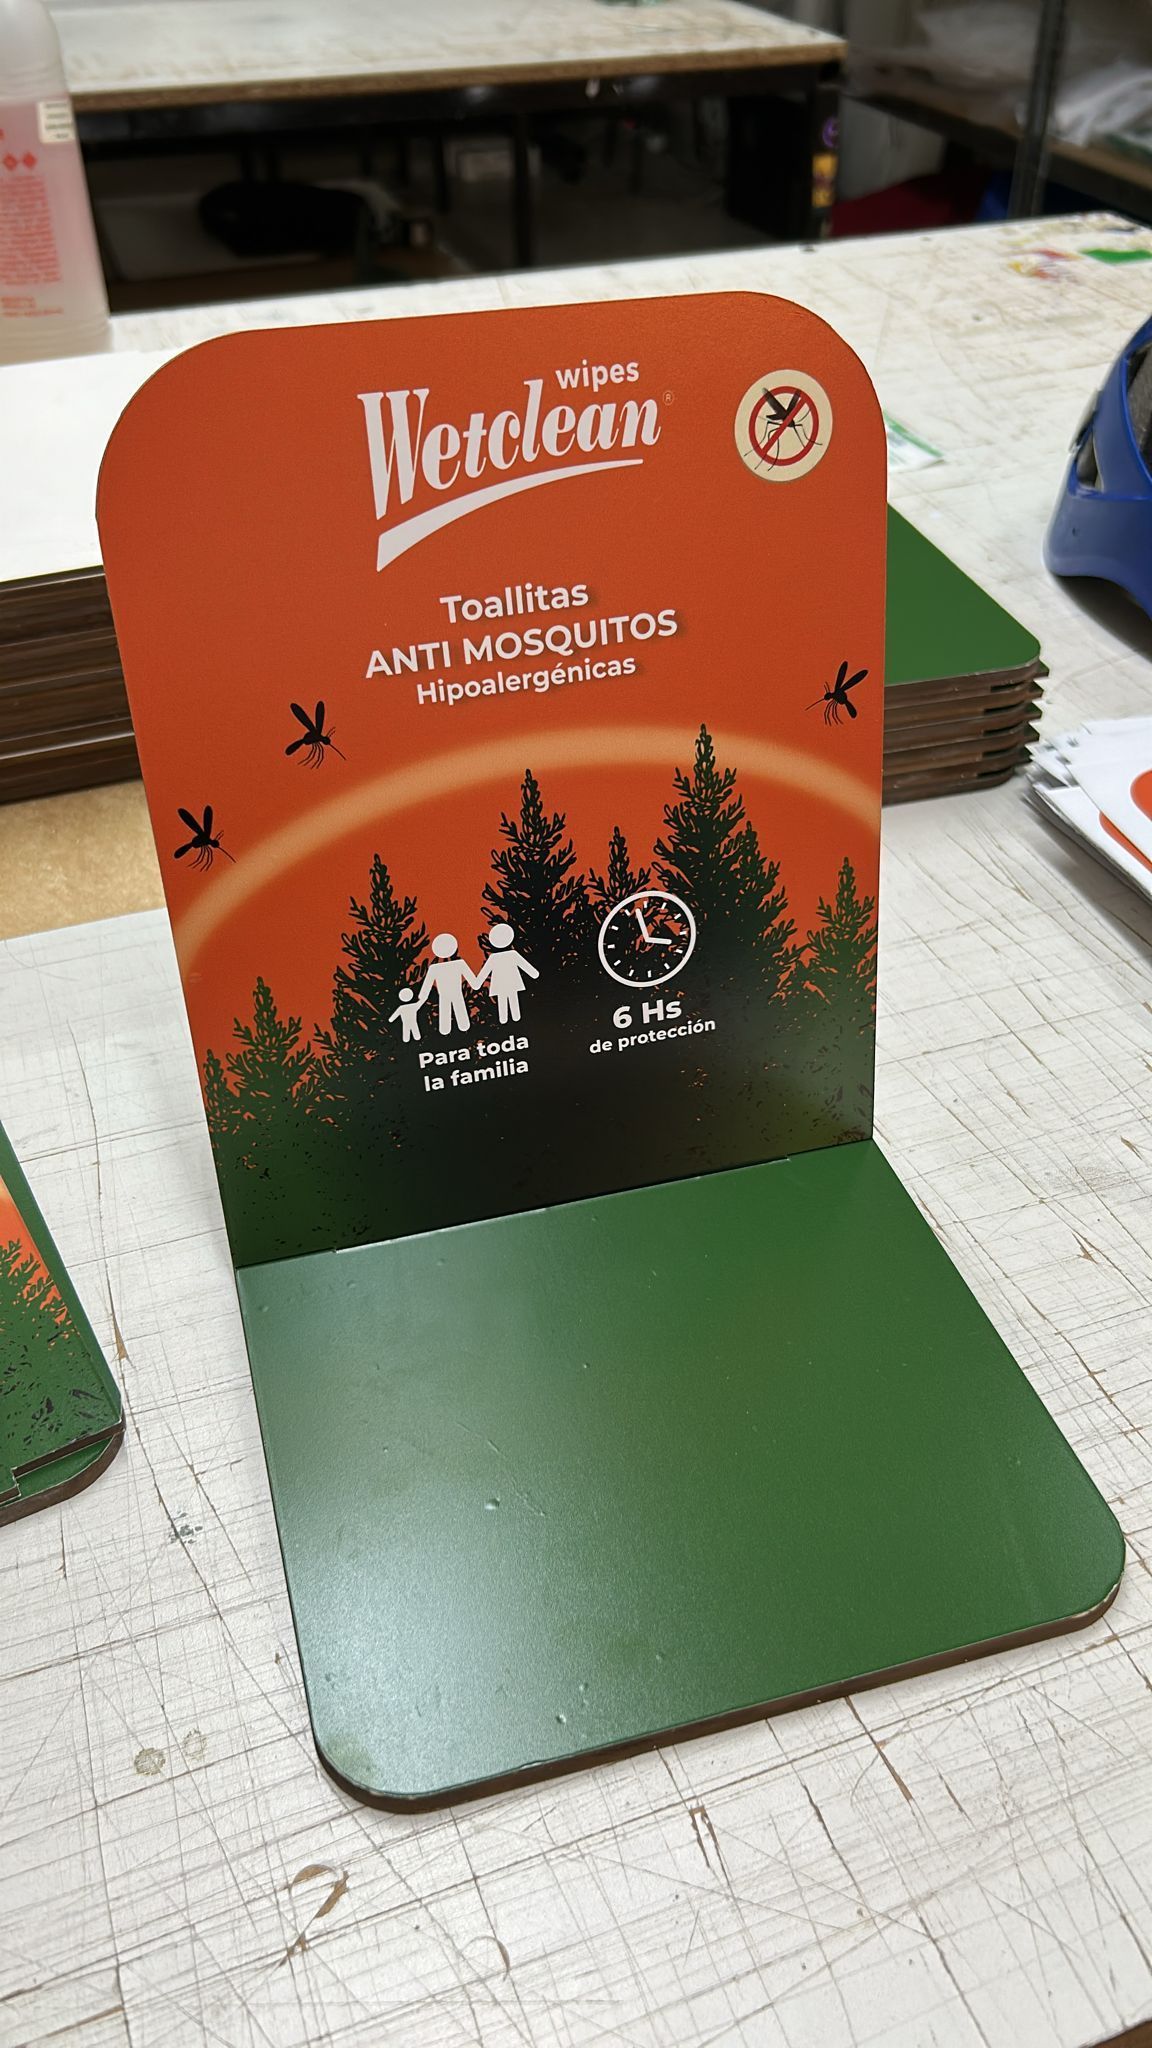 wipes
Wetclean®
Toallitas
ANTI MOSQUITOS
Hipoalergénicas
Para toda
la familia
6 Hs
de protección